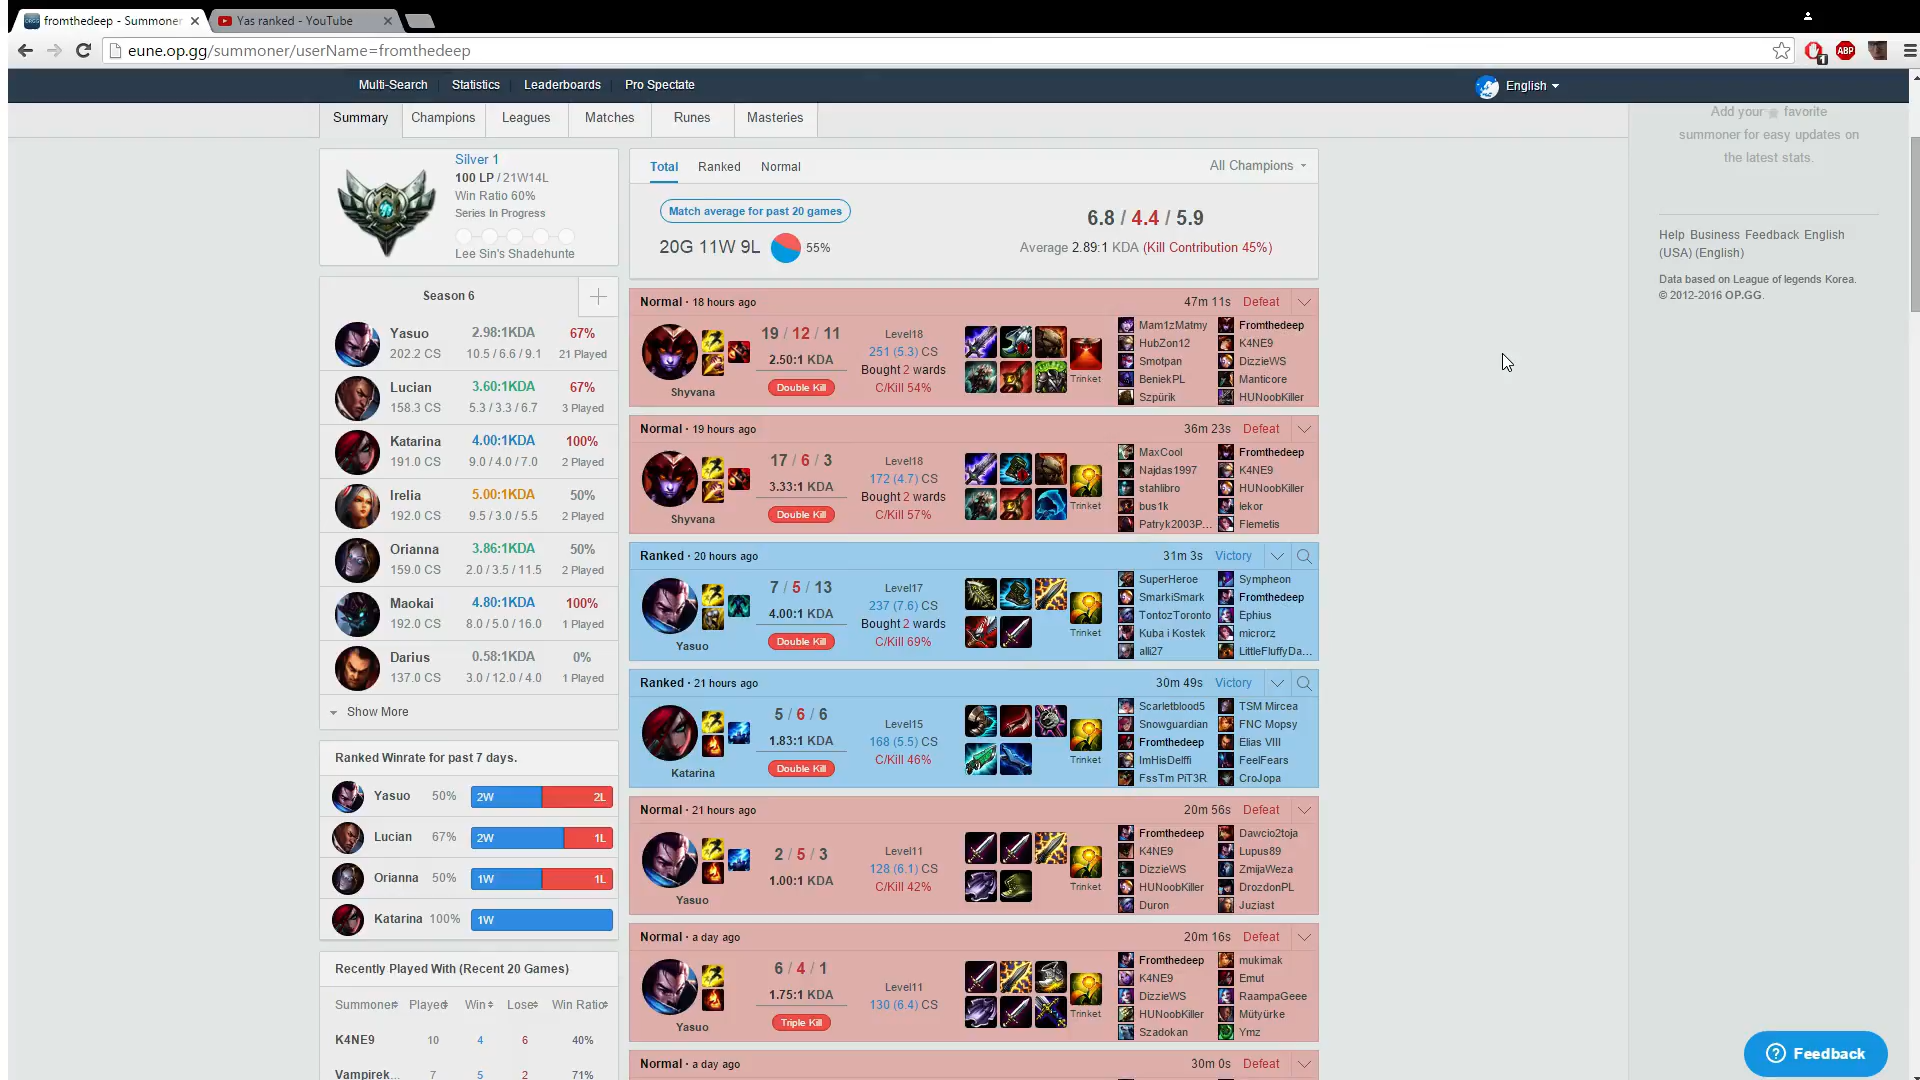 fromthedeep - Summoner
Yas ranked - YouTube
eune.op.gg/summoner/userName=fromthedeep
1
ABP
Multi-Search
Statistics
Leaderboards
Pro Spectate
English
Summary
Champions
Leagues
Matches
Runes
Masteries
Add your favorite
summoner for easy updates on
the latest stats.
Help Business Feedback English
(USA) (English)
Data based on League of legends Korea.
© 2012-2016 OP.GG.
Silver 1
100 LP / 21W14L
Win Ratio 60%
Series In Progress
Lee Sin's Shadehunte
Season 6
Yasuo 2.98:1KDA 67%
202.2 CS 10.5 / 6.6 / 9.1 21 Played
Lucian 3.60:1KDA 67%
158.3 CS 5.3 / 3.3 / 6.7 3 Played
Katarina 4.00:1KDA 100%
191.0 CS 9.0 / 4.0 / 7.0 2 Played
Irelia 5.00:1KDA 50%
192.0 CS 9.5 / 3.0 / 5.5 2 Played
Orianna 3.86:1KDA 50%
159.0 CS 2.0 / 3.5 / 11.5 2 Played
Maokai 4.80:1KDA 100%
192.0 CS 8.0 / 5.0 / 16.0 1 Played
Darius 0.58:1KDA 0%
137.0 CS 3.0 / 12.0 / 4.0 1 Played
Show More
Ranked Winrate for past 7 days.
Yasuo 50% 2W 2L
Lucian 67% 2W 1L
Orianna 50% 1W 1L
Katarina 100% 1W
Recently Played With (Recent 20 Games)
Summoner Played Win Lose Win Ratio
K4NE9 10 4 6 40%
Vampirek... 7 5 2 71%
Total
Ranked
Normal
All Champions
Match average for past 20 games
20G 11W 9L 55%
6.8 / 4.4 / 5.9
Average 2.89:1 KDA (Kill Contribution 45%)
Normal · 18 hours ago 47m 11s Defeat
Shyvana
19 / 12 / 11
2.50:1 KDA
Double Kill
Level18
251 (5.3) CS
Bought 2 wards
C/Kill 54%
Trinket
Mam1zMatmy Fromthedeep
HubZon12 K4NE9
Smotpan DizzieWS
BeniekPL Manticore
Szpürik HUNoobKiller
Normal · 19 hours ago 36m 23s Defeat
Shyvana
17 / 6 / 3
3.33:1 KDA
Double Kill
Level18
172 (4.7) CS
Bought 2 wards
C/Kill 57%
Trinket
MaxCool Fromthedeep
Najdas1997 K4NE9
stahlibro HUNoobKiller
bus1k lekor
Patryk2003P... Flemetis
Ranked · 20 hours ago 31m 3s Victory
Yasuo
7 / 5 / 13
4.00:1 KDA
Double Kill
Level17
237 (7.6) CS
Bought 2 wards
C/Kill 69%
Trinket
SuperHeroe Sympheon
SmarkiSmark Fromthedeep
TontozToronto Ephius
Kuba i Kostek microrz
alli27 LittleFluffyDa...
Ranked · 21 hours ago 30m 49s Victory
Katarina
5 / 6 / 6
1.83:1 KDA
Double Kill
Level15
168 (5.5) CS
C/Kill 46%
Trinket
Scarletblood5 TSM Mircea
Snowguardian FNC Mopsy
Fromthedeep Elias VIII
ImHisDelffi FeelFears
FssTm PiT3R CroJopa
Normal · 21 hours ago 20m 56s Defeat
Yasuo
2 / 5 / 3
1.00:1 KDA
Level11
128 (6.1) CS
C/Kill 42%
Trinket
Fromthedeep Dawcio2toja
K4NE9 Lupus89
DizzieWS ZmijaWeza
HUNoobKiller DrozdonPL
Duron Juziast
Normal · a day ago 20m 16s Defeat
Yasuo
6 / 4 / 1
1.75:1 KDA
Triple Kill
Level11
130 (6.4) CS
Trinket
Fromthedeep mukimak
K4NE9 Emut
DizzieWS RaampaGeee
HUNoobKiller Mütyürke
Szadokan Ymz
Normal · a day ago 30m 0s Defeat
Feedback